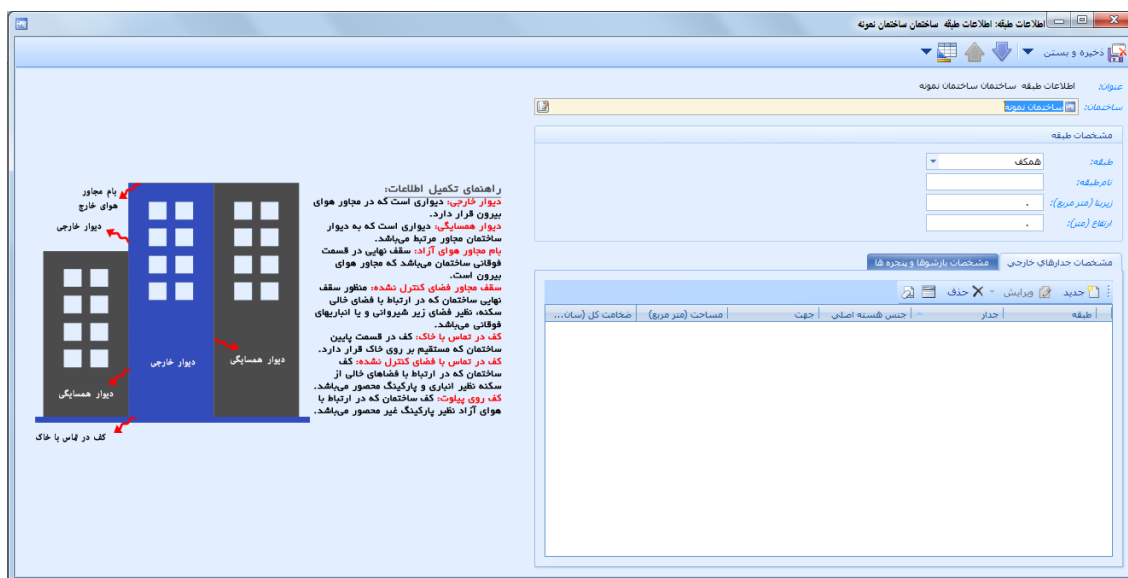 اطلاعات طبقه: اطلاعات طبقه ساختمان ساختمان نمونه
ذخیره و بستن
عنوان: اطلاعات طبقه ساختمان ساختمان نمونه
ساختمان: ساختمان نمونه
مشخصات طبقه
طبقه: همکف
نام طبقه:
زیربنا (متر مربع): ۰
ارتفاع (متر): ۰
مشخصات جدارهای خارجی مشخصات بازشوها و پنجره ها
جدید ویرایش حذف
طبقه جدار جنس هسته اصلی جهت مساحت (متر مربع) ضخامت کل (سان...
راهنمای تکمیل اطلاعات:
دیوار خارجی: دیواری است که در مجاور هوای
بیرون قرار دارد.
دیوار همسایگی: دیواری است که به دیوار
ساختمان مجاور مرتبط می‌باشد.
بام مجاور هوای آزاد: سقف نهایی در قسمت
فوقانی ساختمان می‌باشد که مجاور هوای
بیرون است.
سقف مجاور فضای کنترل نشده: منظور سقف
نهایی ساختمان که در ارتباط با فضای خالی
سکنه، نظیر فضای زیر شیروانی و یا انباریهای
فوقانی می‌باشد.
کف در تماس با خاک: کف در قسمت پایین
ساختمان که مستقیم بر روی خاک قرار دارد.
کف در تماس با فضای کنترل نشده: کف
ساختمان که در ارتباط با فضاهای خالی از
سکنه نظیر انباری و پارکینگ محصور می‌باشد.
کف روی پیلوت: کف ساختمان که در ارتباط با
هوای آزاد نظیر پارکینگ غیر محصور می‌باشد.
بام مجاور
هوای خارج
دیوار خارجی
دیوار همسایگی
دیوار خارجی
دیوار همسایگی
کف در تماس با خاک